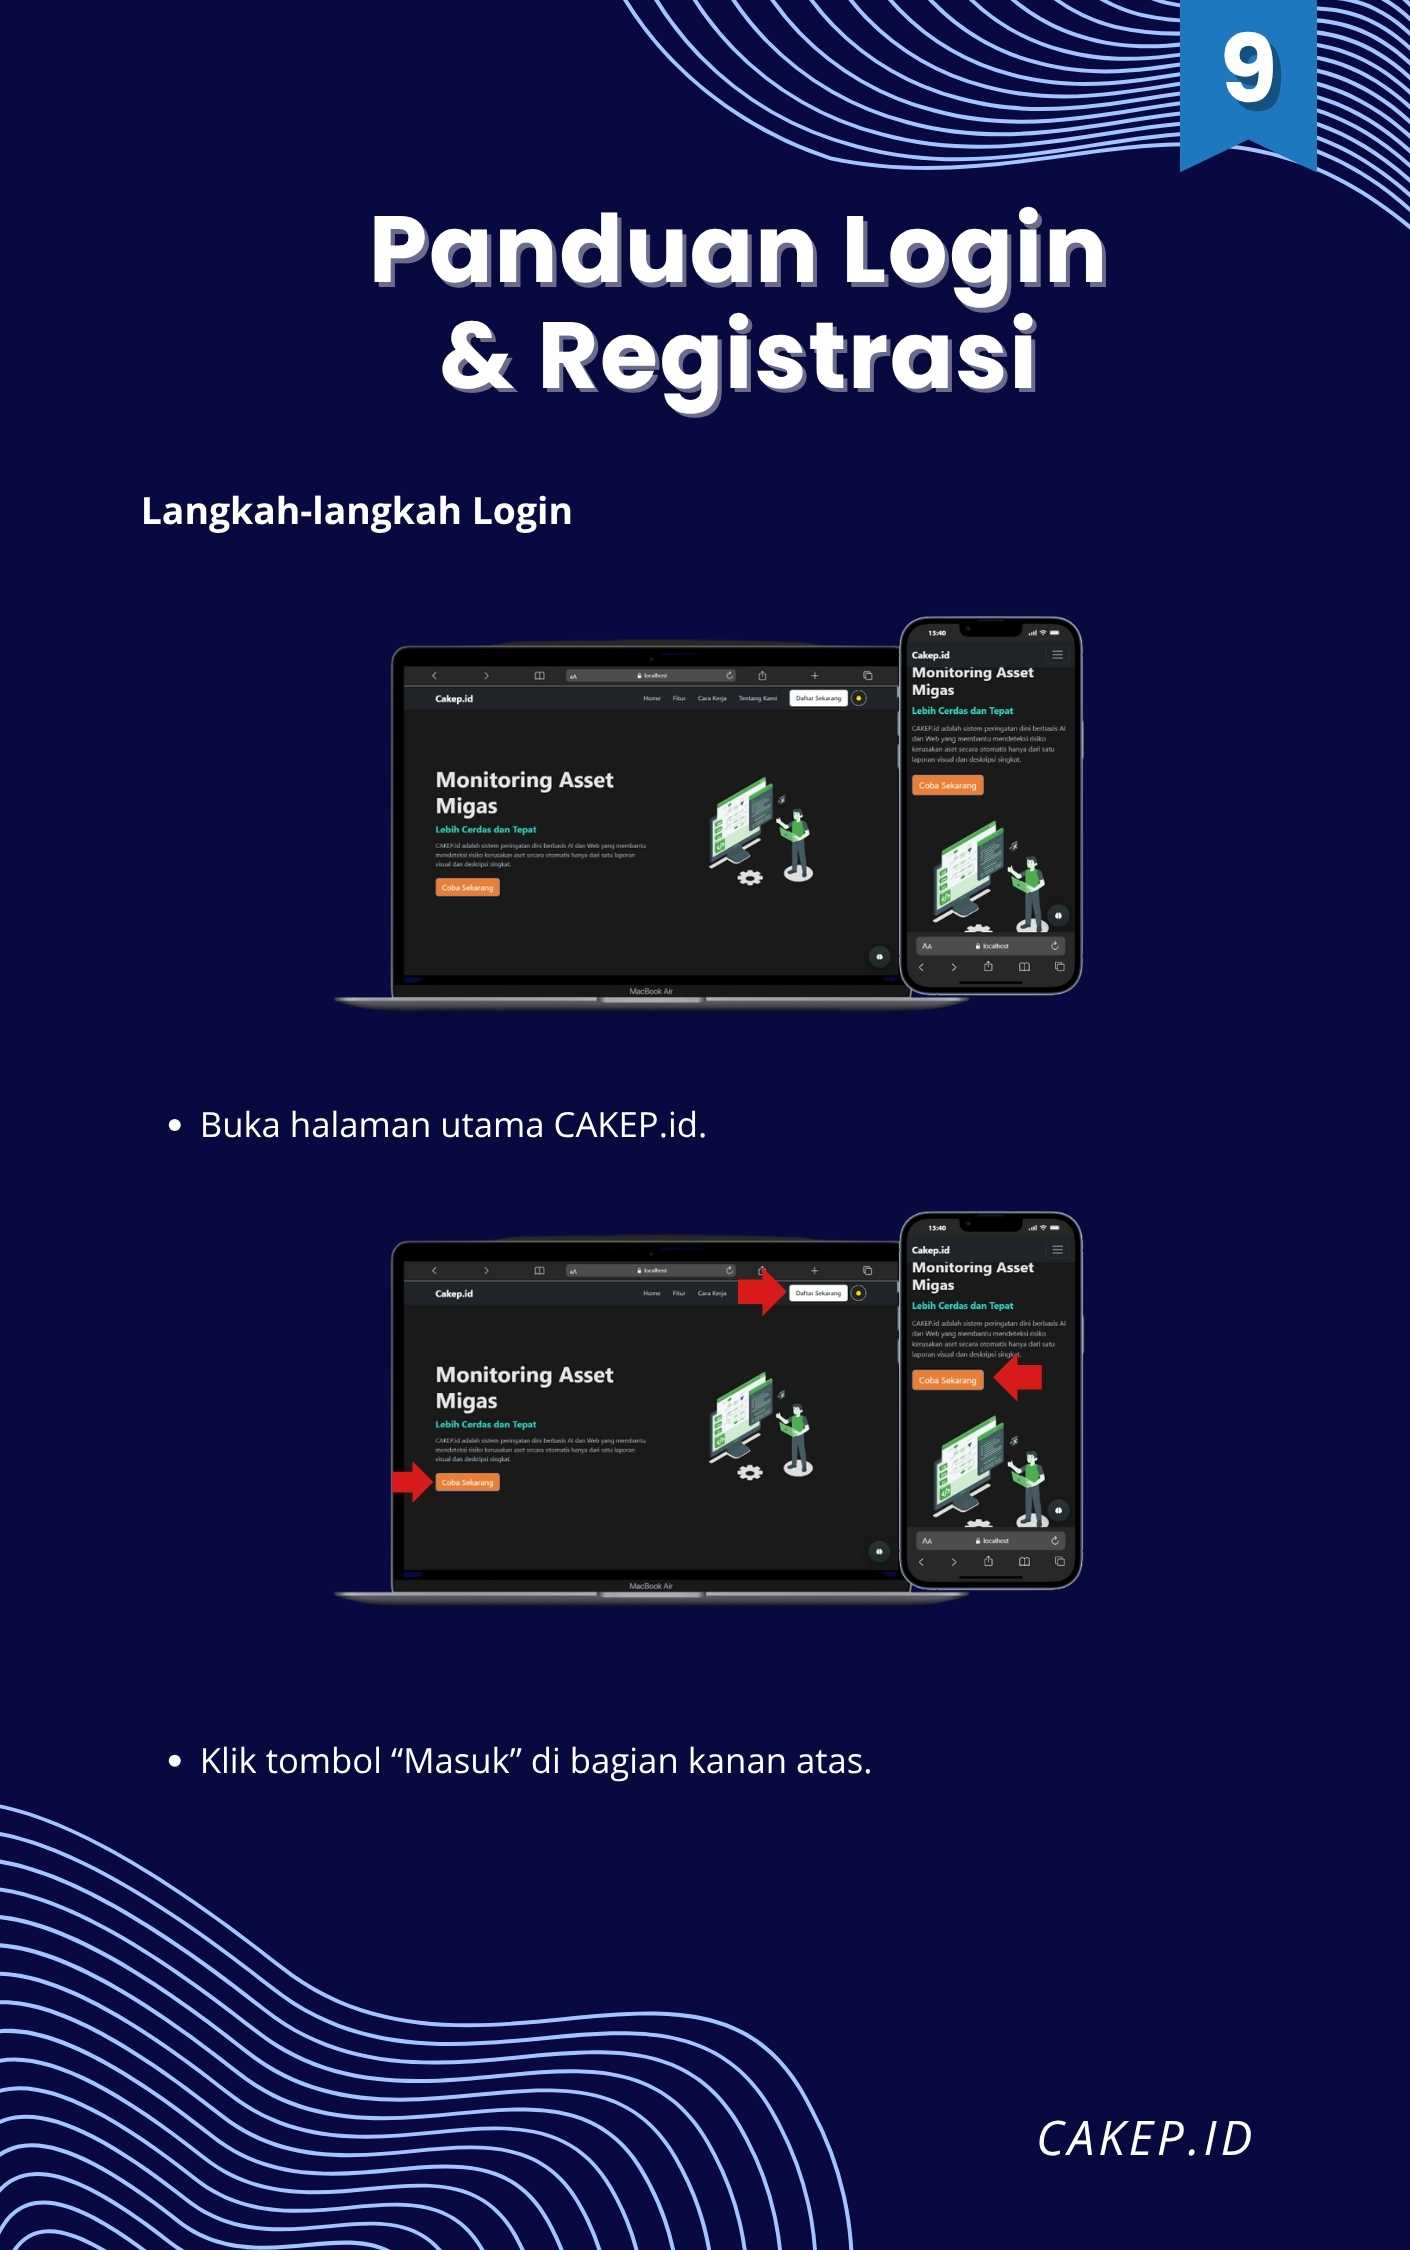 9
Panduan Login
& Registrasi
Langkah-langkah Login
AA
localhost
Cakep.id
Home Fitur Cara Kerja Tentang Kami Daftar Sekarang
Monitoring Asset
Migas
Lebih Cerdas dan Tepat
CAKEP.id adalah sistem peringatan dini berbasis AI dan Web yang membantu
mendeteksi risiko kerusakan aset secara otomatis hanya dari satu laporan
visual dan deskripsi singkat.
Coba Sekarang
MacBook Air
13:40
Cakep.id
Monitoring Asset
Migas
Lebih Cerdas dan Tepat
CAKEP.id adalah sistem peringatan dini berbasis AI
dan Web yang membantu mendeteksi risiko
kerusakan aset secara otomatis hanya dari satu
laporan visual dan deskripsi singkat.
Coba Sekarang
AA localhost
Buka halaman utama CAKEP.id.
AA
localhost
Cakep.id
Home Fitur Cara Kerja Daftar Sekarang
Monitoring Asset
Migas
Lebih Cerdas dan Tepat
CAKEP.id adalah sistem peringatan dini berbasis AI dan Web yang membantu
mendeteksi risiko kerusakan aset secara otomatis hanya dari satu laporan
visual dan deskripsi singkat.
Coba Sekarang
MacBook Air
13:40
Cakep.id
Monitoring Asset
Migas
Lebih Cerdas dan Tepat
CAKEP.id adalah sistem peringatan dini berbasis AI
dan Web yang membantu mendeteksi risiko
kerusakan aset secara otomatis hanya dari satu
laporan visual dan deskripsi singkat.
Coba Sekarang
AA localhost
Klik tombol “Masuk” di bagian kanan atas.
CAKEP.ID